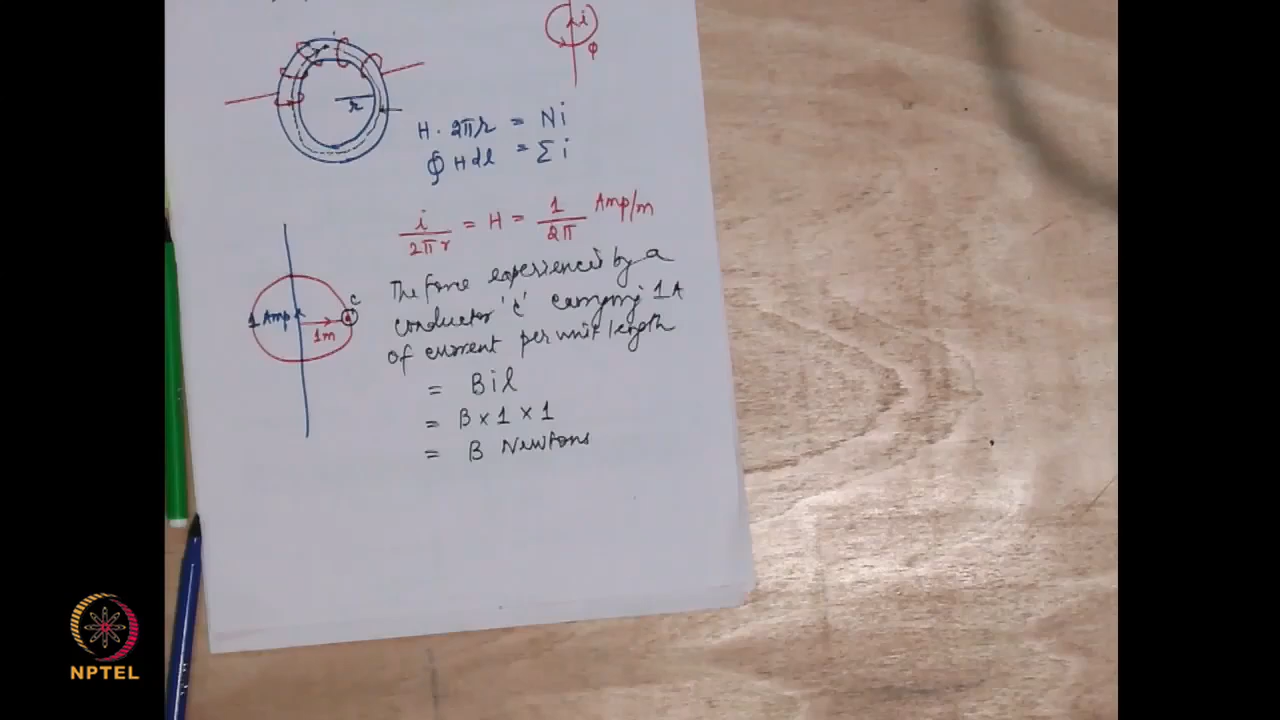 i
Φ
r
H. 2πr = Ni
∮ H dl = Σ i
i/2πr = H = 1/2π Amp/m
1 Amp
1m
C
The force experienced by a
conductor 'c' carrying 1A
of current per unit length
= Bil
= B × 1 × 1
= B Newtons
NPTEL